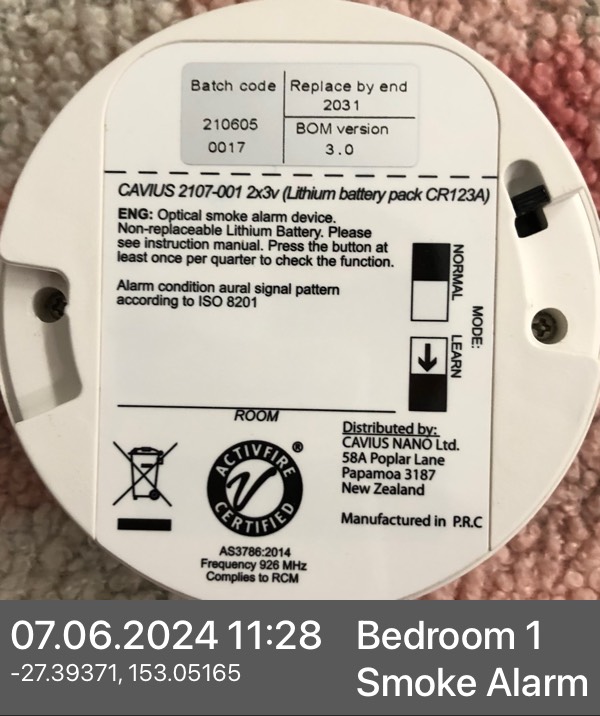 Batch code
210605
0017
Replace by end
2031
BOM version
3.0
CAVIUS 2107-001 2x3v (Lithium battery pack CR123A)
ENG: Optical smoke alarm device.
Non-replaceable Lithium Battery. Please
see instruction manual. Press the button at
least once per quarter to check the function.
Alarm condition aural signal pattern
according to ISO 8201
NORMAL
LEARN
MODE:
ROOM
ACTIVFIRE®
CERTIFIED
AS3786:2014
Frequency 926 MHz
Complies to RCM
Distributed by:
CAVIUS NANO Ltd.
58A Poplar Lane
Papamoa 3187
New Zealand
Manufactured in P.R.C
07.06.2024 11:28
-27.39371, 153.05165
Bedroom 1
Smoke Alarm